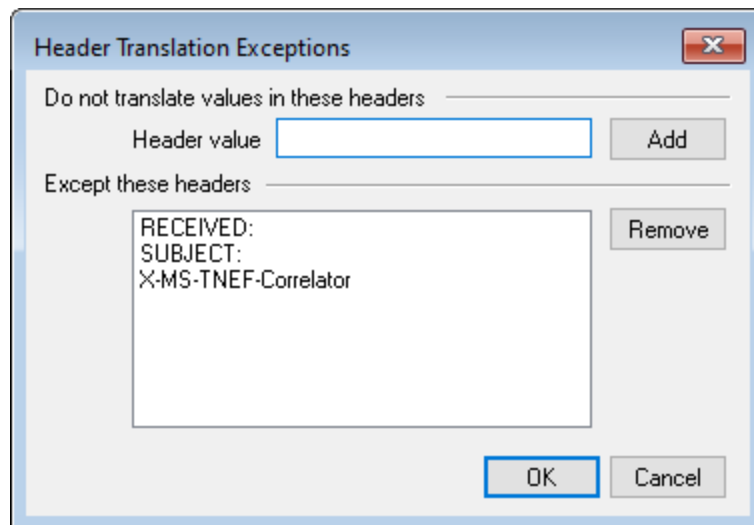 Header Translation Exceptions
Do not translate values in these headers
Header value Add
Except these headers
RECEIVED: Remove
SUBJECT:
X-MS-TNEF-Correlator
OK Cancel